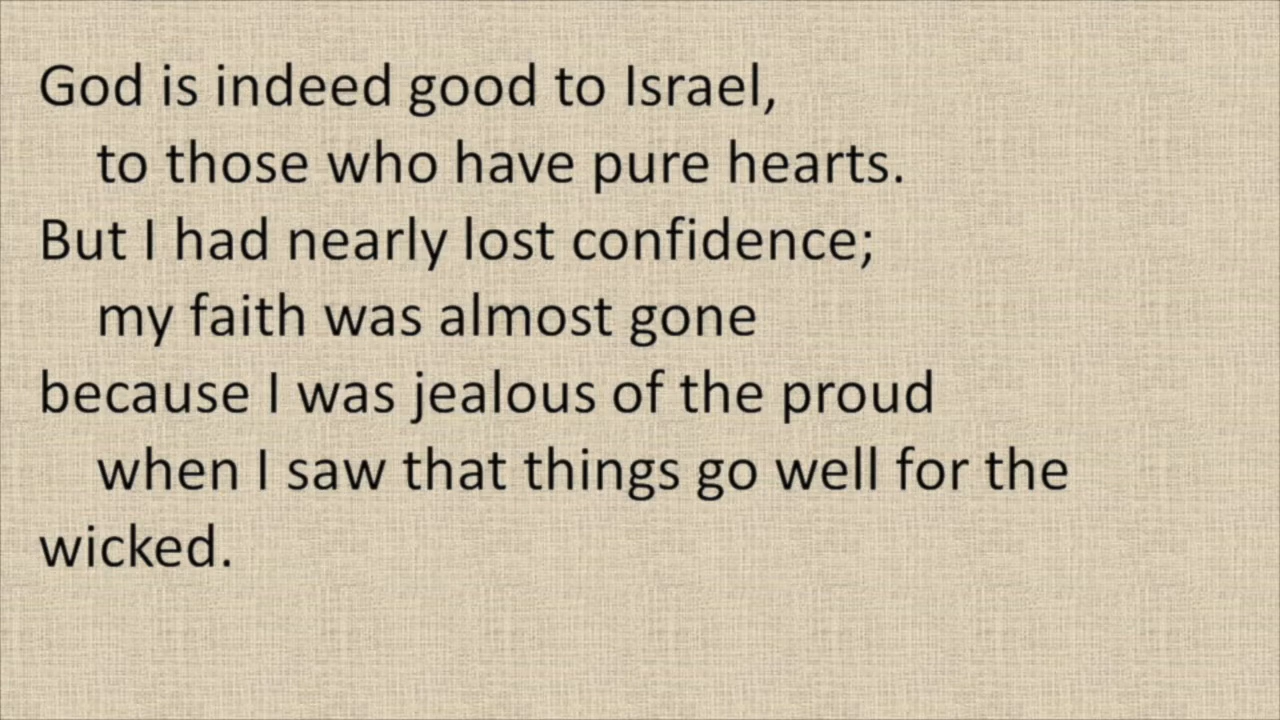 God is indeed good to Israel,
to those who have pure hearts.
But I had nearly lost confidence;
my faith was almost gone
because I was jealous of the proud
when I saw that things go well for the
wicked.